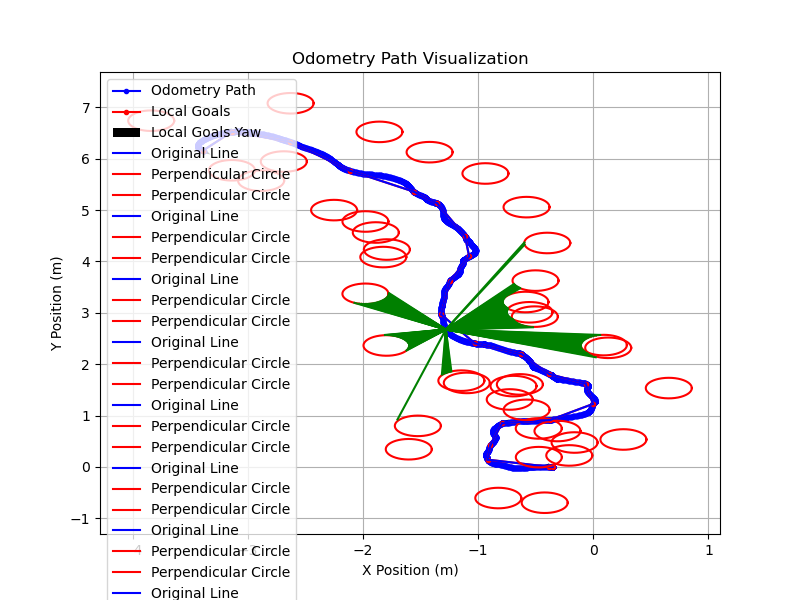 Odometry Path Visualization
Y Position (m)
7
6
5
4
3
2
1
0
−1
−2
−1
0
1
X Position (m)
Odometry Path
Local Goals
Local Goals Yaw
Original Line
Perpendicular Circle
Perpendicular Circle
Original Line
Perpendicular Circle
Perpendicular Circle
Original Line
Perpendicular Circle
Perpendicular Circle
Original Line
Perpendicular Circle
Perpendicular Circle
Original Line
Perpendicular Circle
Perpendicular Circle
Original Line
Perpendicular Circle
Perpendicular Circle
Original Line
Perpendicular Circle
Perpendicular Circle
Original Line